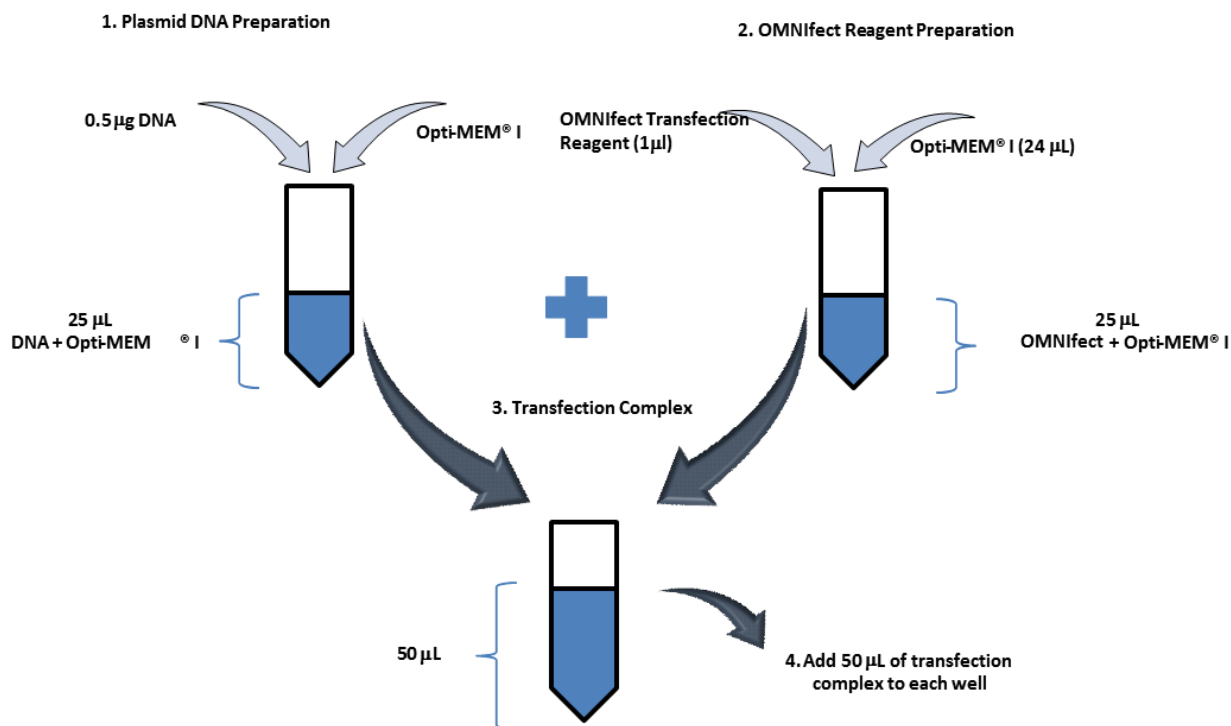 1. Plasmid DNA Preparation
2. OMNIfect Reagent Preparation
0.5 µg DNA
Opti-MEM® I
OMNIfect Transfection
Reagent (1µl)
Opti-MEM® I (24 µL)
25 µL
DNA + Opti-MEM ® I
25 µL
OMNIfect + Opti-MEM® I
3. Transfection Complex
50 µL
4. Add 50 µL of transfection
complex to each well